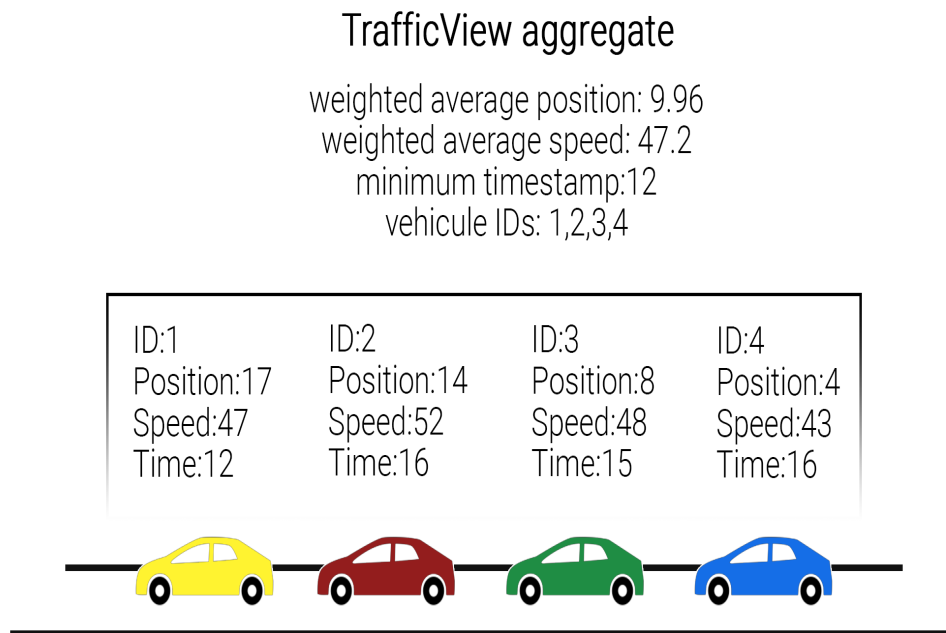 TrafficView aggregate
weighted average position: 9.96
weighted average speed: 47.2
minimum timestamp:12
vehicule IDs: 1,2,3,4
ID:1
Position:17
Speed:47
Time:12
ID:2
Position:14
Speed:52
Time:16
ID:3
Position:8
Speed:48
Time:15
ID:4
Position:4
Speed:43
Time:16